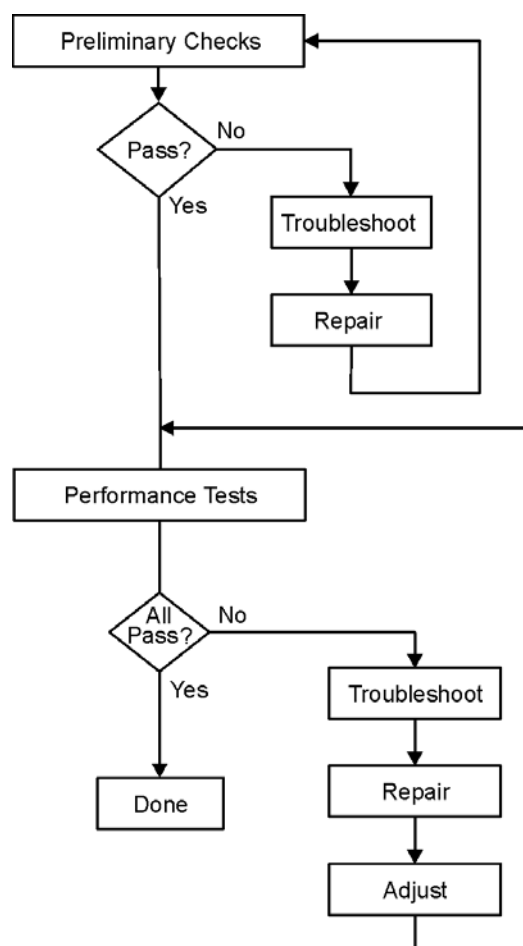 Preliminary Checks
Pass?
No
Yes
Troubleshoot
Repair
Performance Tests
All
Pass?
No
Yes
Troubleshoot
Done
Repair
Adjust